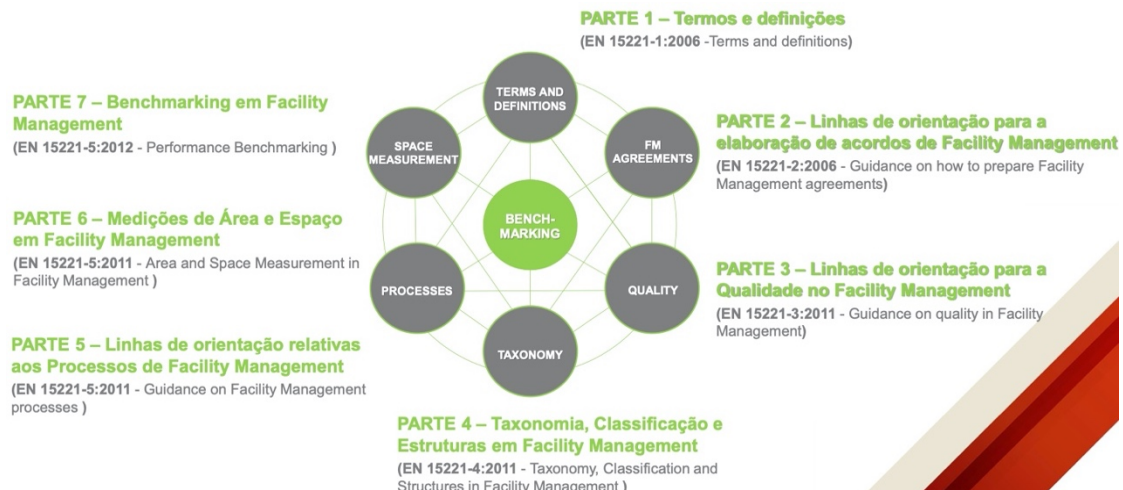 PARTE 1 – Termos e definições
(EN 15221-1:2006 -Terms and definitions)
PARTE 7 – Benchmarking em Facility
Management
(EN 15221-5:2012 - Performance Benchmarking )
PARTE 6 – Medições de Área e Espaço
em Facility Management
(EN 15221-5:2011 - Area and Space Measurement in
Facility Management )
PARTE 5 – Linhas de orientação relativas
aos Processos de Facility Management
(EN 15221-5:2011 - Guidance on Facility Management
processes )
TERMS AND
DEFINITIONS
SPACE
MEASUREMENT
FM
AGREEMENTS
BENCH-
MARKING
PROCESSES
QUALITY
TAXONOMY
PARTE 2 – Linhas de orientação para a
elaboração de acordos de Facility Management
(EN 15221-2:2006 - Guidance on how to prepare Facility
Management agreements)
PARTE 3 – Linhas de orientação para a
Qualidade no Facility Management
(EN 15221-3:2011 - Guidance on quality in Facility
Management)
PARTE 4 – Taxonomia, Classificação e
Estruturas em Facility Management
(EN 15221-4:2011 - Taxonomy, Classification and
Structures in Facility Management )